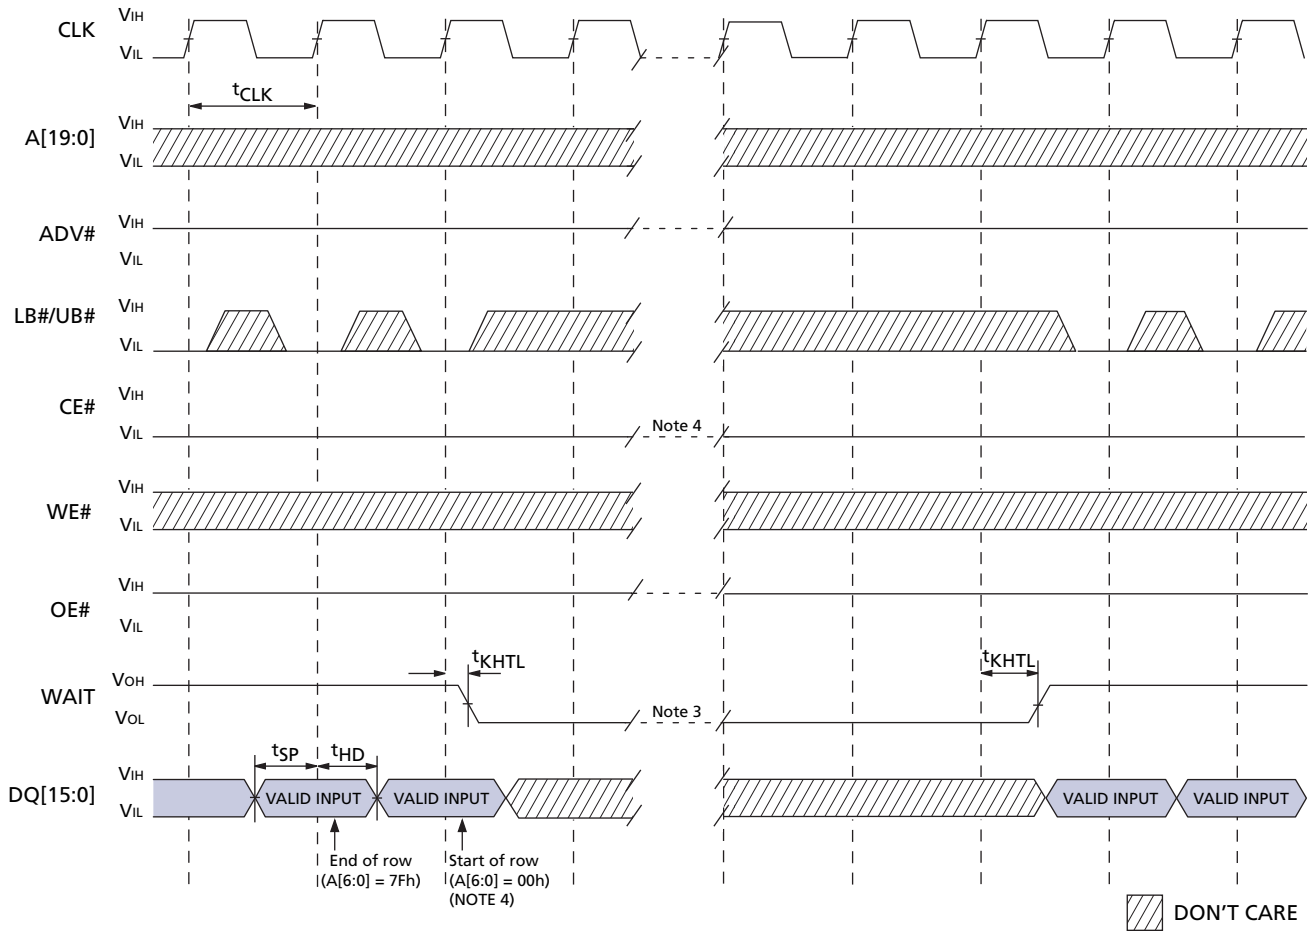 CLK
VIH
VIL
tCLK
A[19:0]
VIH
VIL
ADV#
VIH
VIL
LB#/UB#
VIH
VIL
CE#
VIH
VIL
Note 4
WE#
VIH
VIL
OE#
VIH
VIL
WAIT
VOH
VOL
tKHTL
tKHTL
Note 3
DQ[15:0]
VIH
VIL
tSP
tHD
VALID INPUT
VALID INPUT
VALID INPUT
VALID INPUT
End of row
(A[6:0] = 7Fh)
Start of row
(A[6:0] = 00h)
(NOTE 4)
DON'T CARE